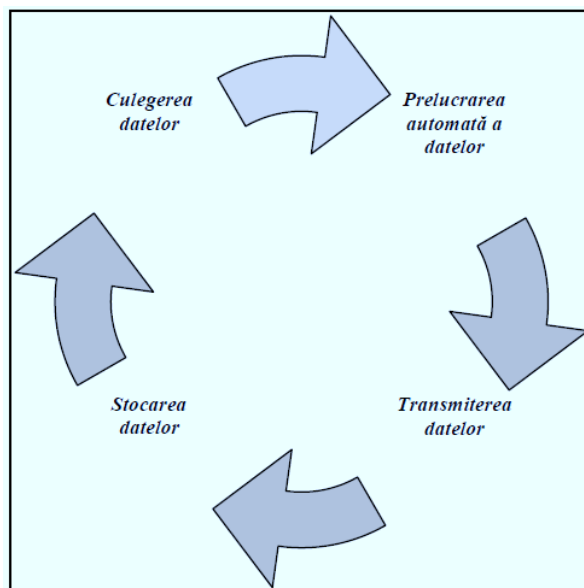 Culegerea
datelor
Prelucrarea
automată a
datelor
Transmiterea
datelor
Stocarea
datelor